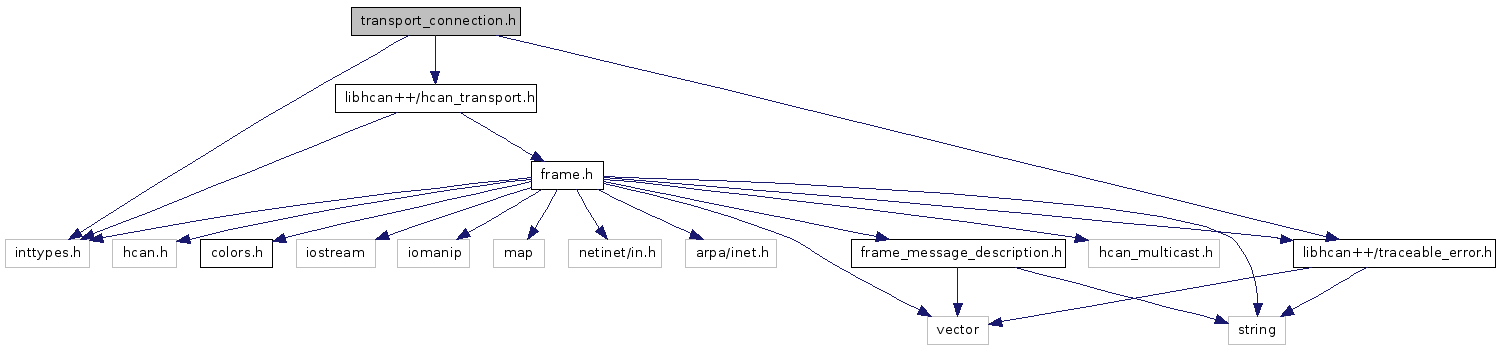 transport_connection.h
libhcan++/hcan_transport.h
frame.h
inttypes.h
hcan.h
colors.h
iostream
iomanip
map
netinet/in.h
arpa/inet.h
frame_message_description.h
hcan_multicast.h
libhcan++/traceable_error.h
vector
string